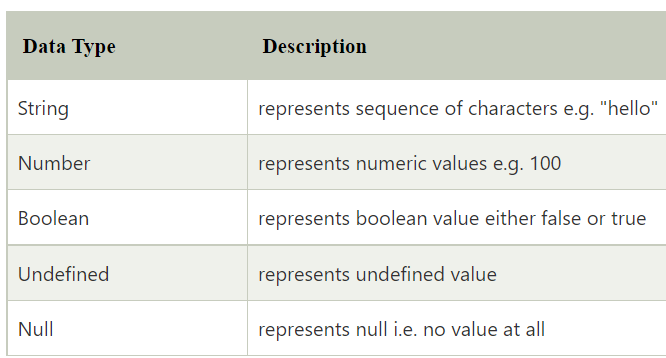 Data Type Description
String represents sequence of characters e.g. "hello"
Number represents numeric values e.g. 100
Boolean represents boolean value either false or true
Undefined represents undefined value
Null represents null i.e. no value at all